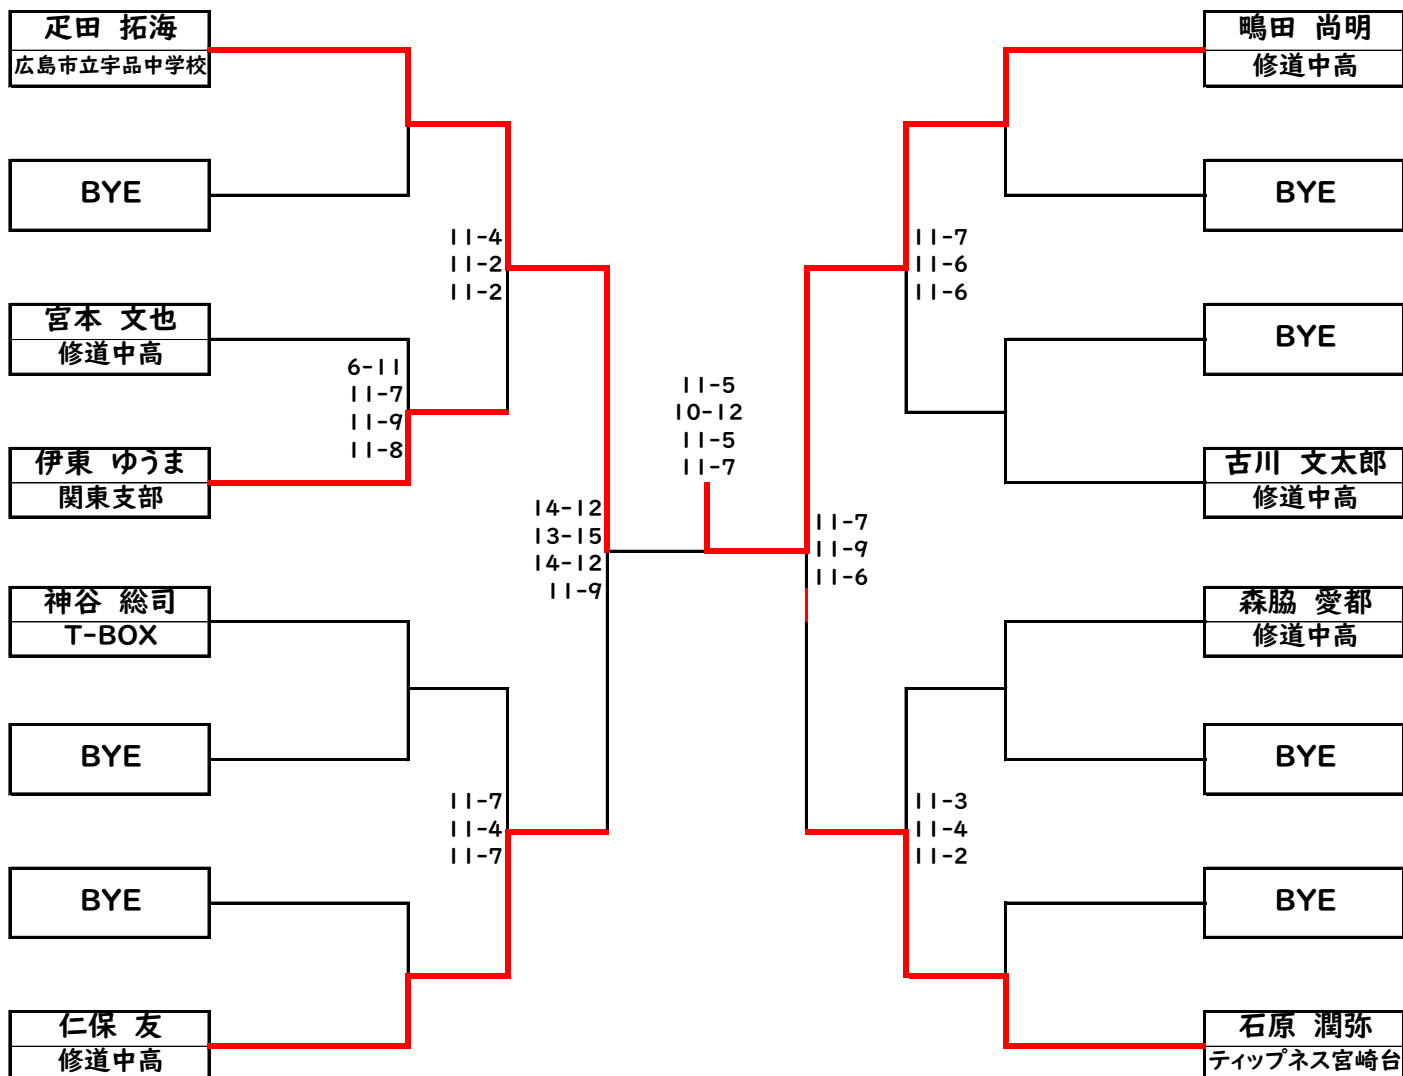 疋田 拓海
広島市立宇品中学校
BYE
宮本 文也
修道中高
伊東 ゆうま
関東支部
神谷 総司
T-BOX
BYE
BYE
仁保 友
修道中高
6-11
11-7
11-9
11-8
11-4
11-2
11-2
11-7
11-4
11-7
14-12
13-15
14-12
11-9
11-5
10-12
11-5
11-7
11-7
11-9
11-6
11-7
11-6
11-6
11-3
11-4
11-2
鴫田 尚明
修道中高
BYE
BYE
古川 文太郎
修道中高
森脇 愛都
修道中高
BYE
BYE
石原 潤弥
ティップネス宮崎台